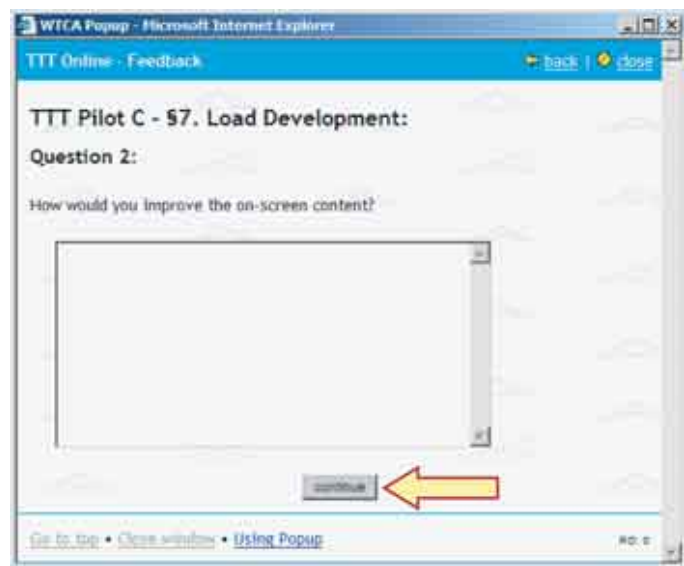 WTCA Popup - Microsoft Internet Explorer
TTT Online - Feedback back | close
TTT Pilot C - §7. Load Development:
Question 2:
How would you improve the on-screen content?
continue
Go to top • Close window • Using Popup